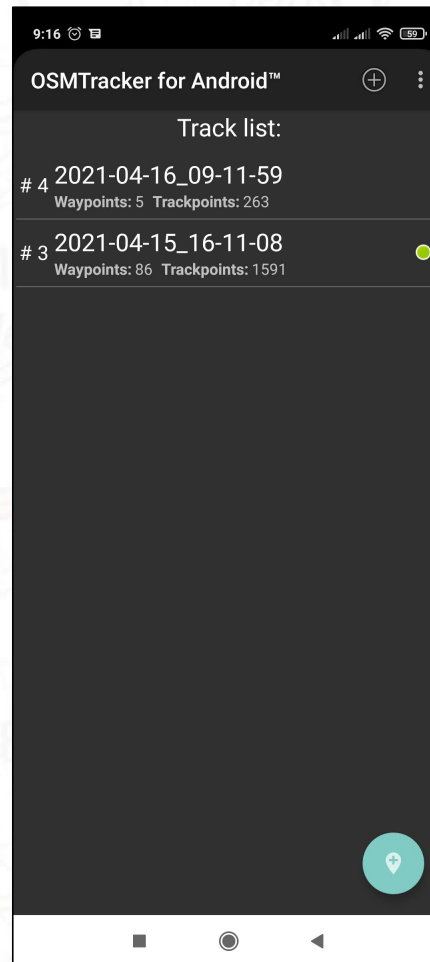 9:16 59
OSMTracker for Android™
Track list:
# 4 2021-04-16_09-11-59
Waypoints: 5 Trackpoints: 263
# 3 2021-04-15_16-11-08
Waypoints: 86 Trackpoints: 1591